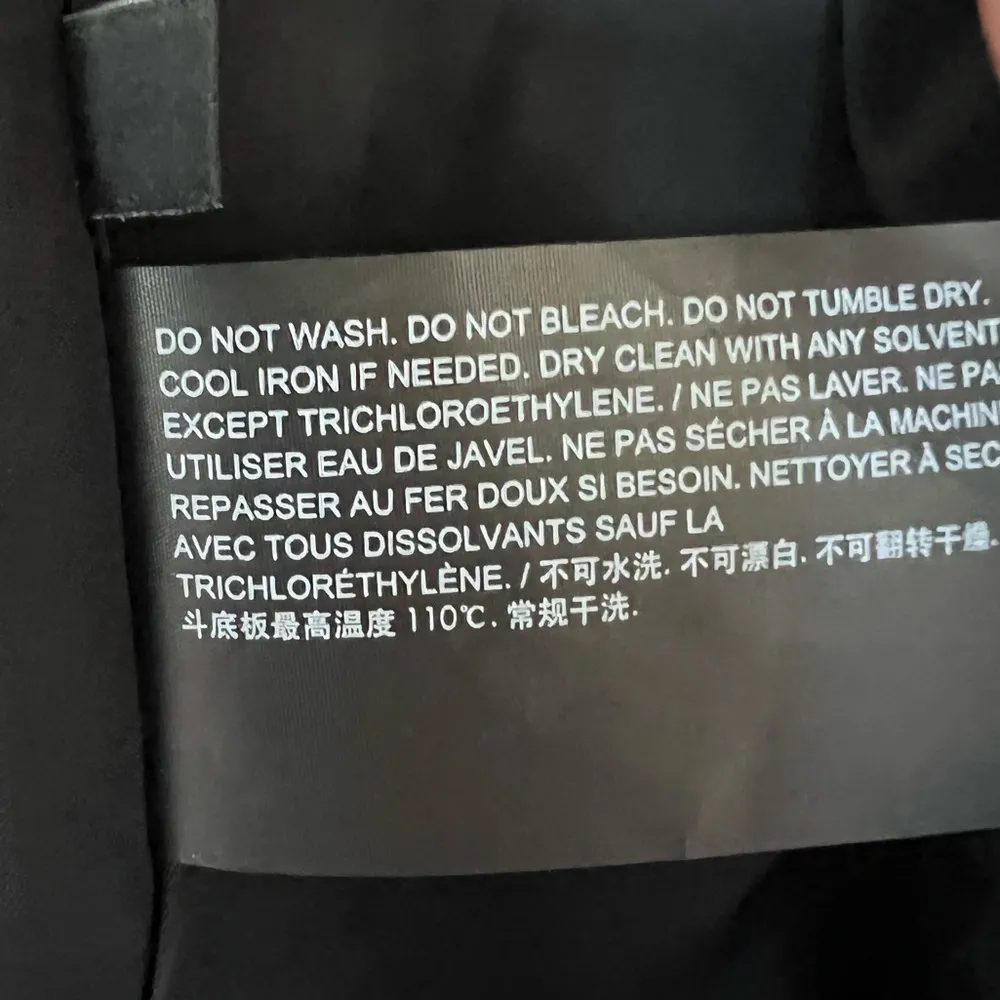 DO NOT WASH. DO NOT BLEACH. DO NOT TUMBLE DRY.
COOL IRON IF NEEDED. DRY CLEAN WITH ANY SOLVENT
EXCEPT TRICHLOROETHYLENE. / NE PAS LAVER. NE PA
UTILISER EAU DE JAVEL. NE PAS SÉCHER À LA MACHIN
REPASSER AU FER DOUX SI BESOIN. NETTOYER À SEC
AVEC TOUS DISSOLVANTS SAUF LA
TRICHLORÉTHYLÈNE. / 不可水洗. 不可漂白. 不可翻转干燥.
斗底板最高温度 110℃. 常规干洗.